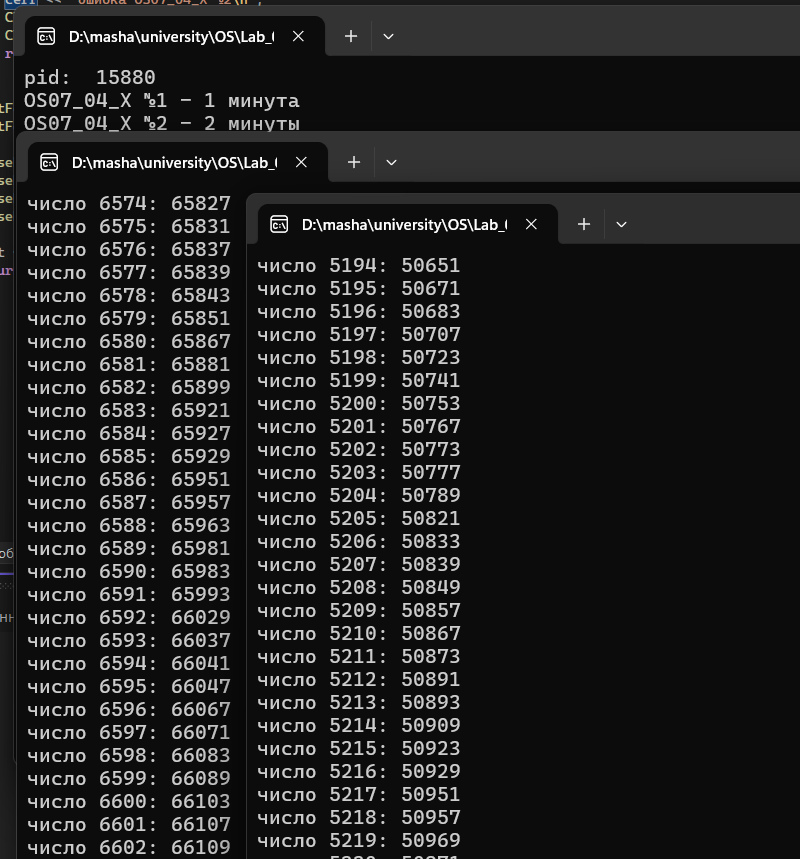 cerr << "Ошибка OS07_04_X №2\n";
D:\masha\university\OS\Lab_
pid:  15880
OS07_04_X №1 – 1 минута
OS07_04_X №2 – 2 минуты
D:\masha\university\OS\Lab_
число 6574: 65827
число 6575: 65831
число 6576: 65837
число 6577: 65839
число 6578: 65843
число 6579: 65851
число 6580: 65867
число 6581: 65881
число 6582: 65899
число 6583: 65921
число 6584: 65927
число 6585: 65929
число 6586: 65951
число 6587: 65957
число 6588: 65963
число 6589: 65981
число 6590: 65983
число 6591: 65993
число 6592: 66029
число 6593: 66037
число 6594: 66041
число 6595: 66047
число 6596: 66067
число 6597: 66071
число 6598: 66083
число 6599: 66089
число 6600: 66103
число 6601: 66107
число 6602: 66109
D:\masha\university\OS\Lab_
число 5194: 50651
число 5195: 50671
число 5196: 50683
число 5197: 50707
число 5198: 50723
число 5199: 50741
число 5200: 50753
число 5201: 50767
число 5202: 50773
число 5203: 50777
число 5204: 50789
число 5205: 50821
число 5206: 50833
число 5207: 50839
число 5208: 50849
число 5209: 50857
число 5210: 50867
число 5211: 50873
число 5212: 50891
число 5213: 50893
число 5214: 50909
число 5215: 50923
число 5216: 50929
число 5217: 50951
число 5218: 50957
число 5219: 50969